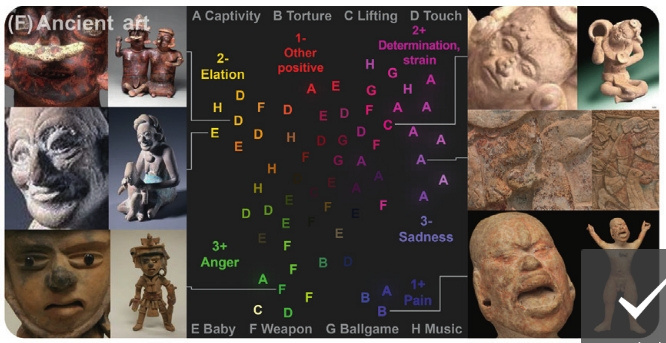 (E) Ancient art
A Captivity B Torture C Lifting D Touch
1-
Other
positive
2+
Determination,
strain
2-
Elation
H G
A E G H A
D
H F D E D F A A
D C
E D H D A
E F A
F G A A
H
E A A A
H
E F F
D D E E
3-
Sadness
E E
F
3+
Anger
B D
F
A
F F B A
C D B
1+
Pain
E Baby F Weapon G Ballgame H Music